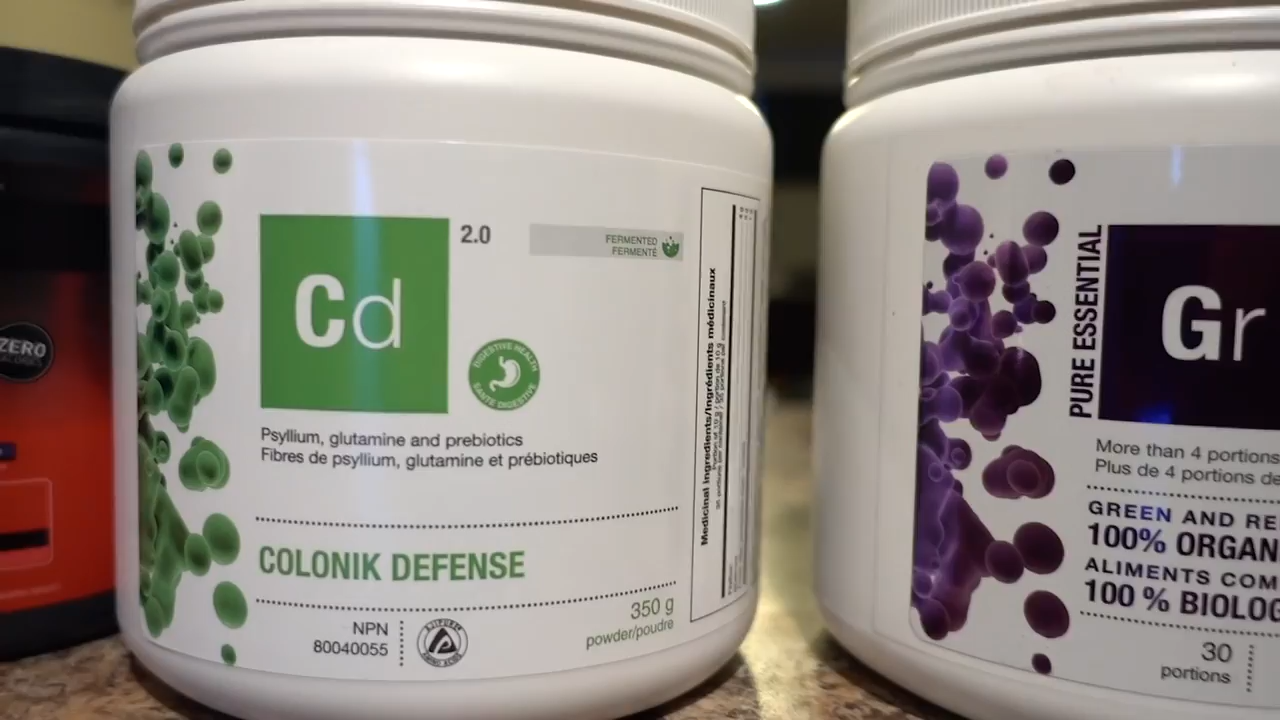 ZERO
Cd
2.0
FERMENTED
FERMENTÉ
DIGESTIVE HEALTH
SANTÉ DIGESTIVE
Psyllium, glutamine and prebiotics
Fibres de psyllium, glutamine et prébiotiques
COLONIK DEFENSE
NPN
80040055
350 g
powder/poudre
Medicinal ingredients/Ingrédients médicinaux
PURE ESSENTIAL
Gr
More than 4 portions
Plus de 4 portions de
GREEN AND RE
100% ORGAN
ALIMENTS COM
100 % BIOLOG
30
portions